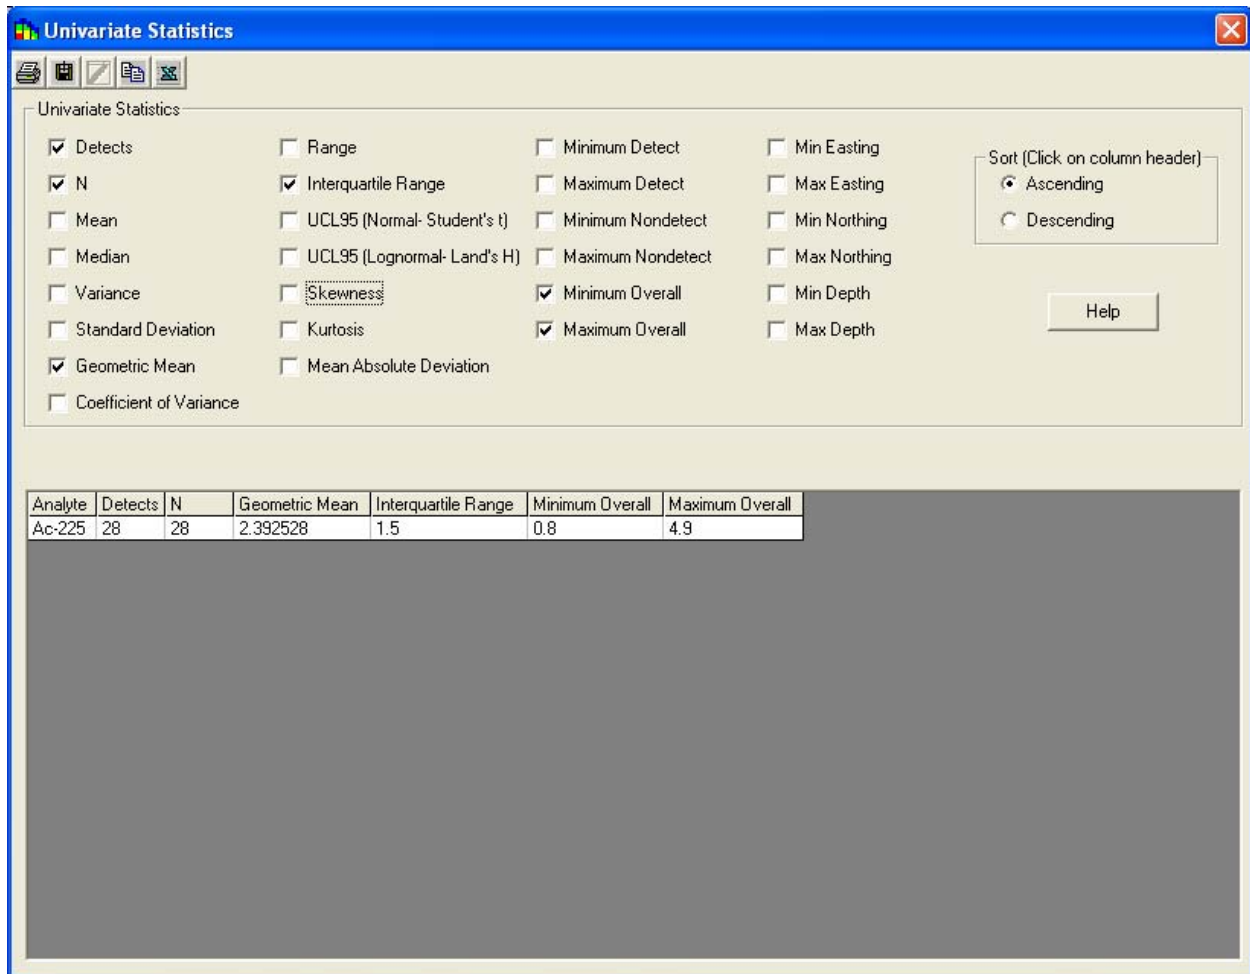 Univariate Statistics
Univariate Statistics
Detects
Range
Minimum Detect
Min Easting
Sort (Click on column header)
N
Interquartile Range
Maximum Detect
Max Easting
Ascending
Mean
UCL95 (Normal- Student's t)
Minimum Nondetect
Min Northing
Descending
Median
UCL95 (Lognormal- Land's H)
Maximum Nondetect
Max Northing
Variance
Skewness
Minimum Overall
Min Depth
Help
Standard Deviation
Kurtosis
Maximum Overall
Max Depth
Geometric Mean
Mean Absolute Deviation
Coefficient of Variance
Analyte Detects N Geometric Mean Interquartile Range Minimum Overall Maximum Overall
Ac-225 28 28 2.392528 1.5 0.8 4.9